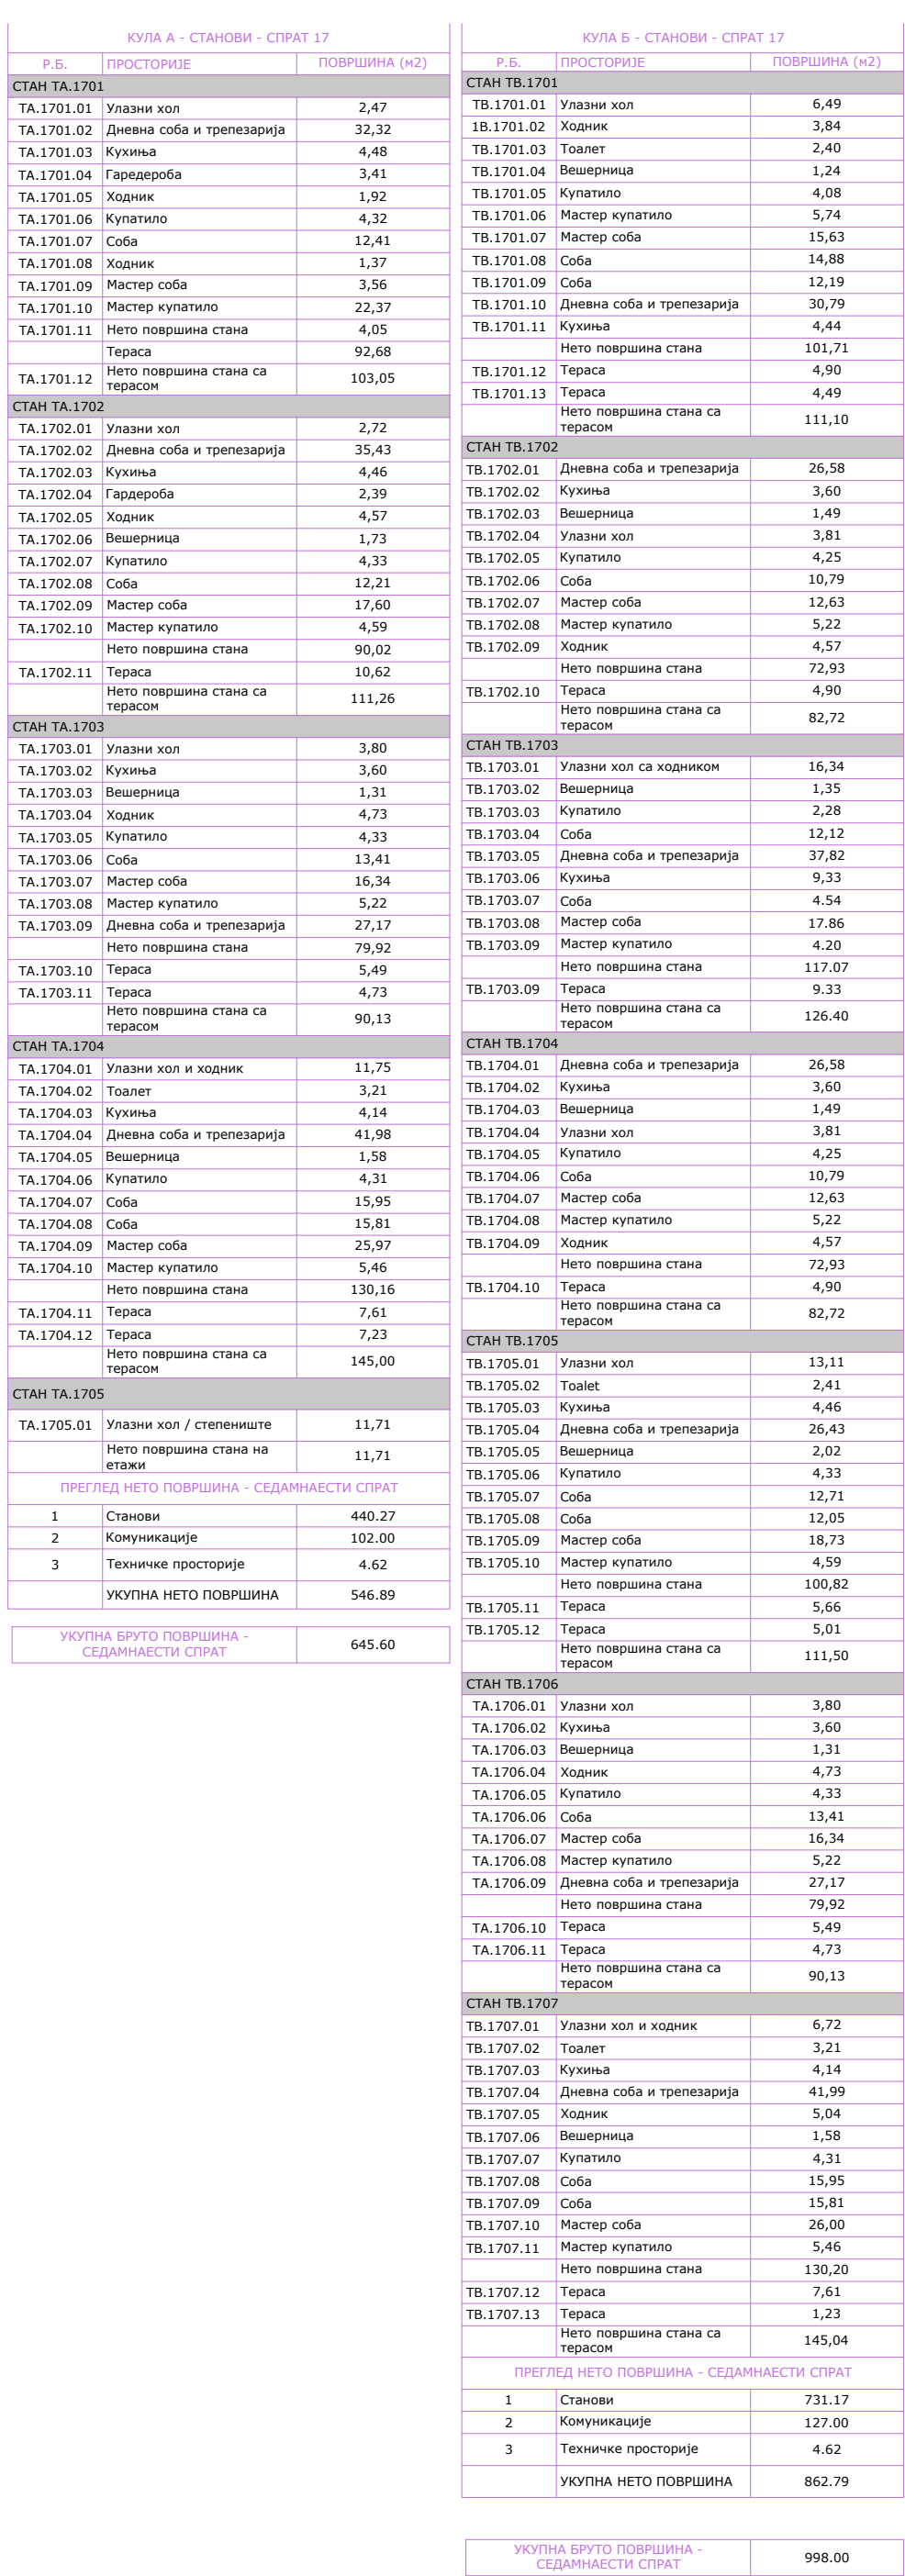 КУЛА А - СТАНОВИ - СПРАТ 17
Р.Б. ПРОСТОРИЈЕ ПОВРШИНА (м2)
СТАН ТА.1701
ТА.1701.01 Улазни хол 2,47
ТА.1701.02 Дневна соба и трепезарија 32,32
ТА.1701.03 Кухиња 4,48
ТА.1701.04 Гаредероба 3,41
ТА.1701.05 Ходник 1,92
ТА.1701.06 Купатило 4,32
ТА.1701.07 Соба 12,41
ТА.1701.08 Ходник 1,37
ТА.1701.09 Мастер соба 3,56
ТА.1701.10 Мастер купатило 22,37
ТА.1701.11 Нето површина стана 4,05
Тераса 92,68
Нето површина стана са
ТА.1701.12 терасом 103,05
СТАН ТА.1702
ТА.1702.01 Улазни хол 2,72
ТА.1702.02 Дневна соба и трепезарија 35,43
ТА.1702.03 Кухиња 4,46
ТА.1702.04 Гардероба 2,39
ТА.1702.05 Ходник 4,57
ТА.1702.06 Вешерница 1,73
ТА.1702.07 Купатило 4,33
ТА.1702.08 Соба 12,21
ТА.1702.09 Мастер соба 17,60
ТА.1702.10 Мастер купатило 4,59
Нето површина стана 90,02
ТА.1702.11 Тераса 10,62
Нето површина стана са
терасом 111,26
СТАН ТА.1703
ТА.1703.01 Улазни хол 3,80
ТА.1703.02 Кухиња 3,60
ТА.1703.03 Вешерница 1,31
ТА.1703.04 Ходник 4,73
ТА.1703.05 Купатило 4,33
ТА.1703.06 Соба 13,41
ТА.1703.07 Мастер соба 16,34
ТА.1703.08 Мастер купатило 5,22
ТА.1703.09 Дневна соба и трепезарија 27,17
Нето површина стана 79,92
ТА.1703.10 Тераса 5,49
ТА.1703.11 Тераса 4,73
Нето површина стана са
терасом 90,13
СТАН ТА.1704
ТА.1704.01 Улазни хол и ходник 11,75
ТА.1704.02 Тоалет 3,21
ТА.1704.03 Кухиња 4,14
ТА.1704.04 Дневна соба и трепезарија 41,98
ТА.1704.05 Вешерница 1,58
ТА.1704.06 Купатило 4,31
ТА.1704.07 Соба 15,95
ТА.1704.08 Соба 15,81
ТА.1704.09 Мастер соба 25,97
ТА.1704.10 Мастер купатило 5,46
Нето површина стана 130,16
ТА.1704.11 Тераса 7,61
ТА.1704.12 Тераса 7,23
Нето површина стана са
терасом 145,00
СТАН ТА.1705
ТА.1705.01 Улазни хол / степениште 11,71
Нето површина стана на
етажи 11,71
ПРЕГЛЕД НЕТО ПОВРШИНА - СЕДАМНАЕСТИ СПРАТ
1 Станови 440.27
2 Комуникације 102.00
3 Техничке просторије 4.62
УКУПНА НЕТО ПОВРШИНА 546.89
УКУПНА БРУТО ПОВРШИНА -
СЕДАМНАЕСТИ СПРАТ 645.60
КУЛА Б - СТАНОВИ - СПРАТ 17
Р.Б. ПРОСТОРИЈЕ ПОВРШИНА (м2)
СТАН ТВ.1701
ТВ.1701.01 Улазни хол 6,49
1В.1701.02 Ходник 3,84
ТВ.1701.03 Тоалет 2,40
ТВ.1701.04 Вешерница 1,24
ТВ.1701.05 Купатило 4,08
ТВ.1701.06 Мастер купатило 5,74
ТВ.1701.07 Мастер соба 15,63
ТВ.1701.08 Соба 14,88
ТВ.1701.09 Соба 12,19
ТВ.1701.10 Дневна соба и трепезарија 30,79
ТВ.1701.11 Кухиња 4,44
Нето површина стана 101,71
ТВ.1701.12 Тераса 4,90
ТВ.1701.13 Тераса 4,49
Нето површина стана са
терасом 111,10
СТАН ТВ.1702
ТВ.1702.01 Дневна соба и трепезарија 26,58
ТВ.1702.02 Кухиња 3,60
ТВ.1702.03 Вешерница 1,49
ТВ.1702.04 Улазни хол 3,81
ТВ.1702.05 Купатило 4,25
ТВ.1702.06 Соба 10,79
ТВ.1702.07 Мастер соба 12,63
ТВ.1702.08 Мастер купатило 5,22
ТВ.1702.09 Ходник 4,57
Нето површина стана 72,93
ТВ.1702.10 Тераса 4,90
Нето површина стана са
терасом 82,72
СТАН ТВ.1703
ТВ.1703.01 Улазни хол са ходником 16,34
ТВ.1703.02 Вешерница 1,35
ТВ.1703.03 Купатило 2,28
ТВ.1703.04 Соба 12,12
ТВ.1703.05 Дневна соба и трепезарија 37,82
ТВ.1703.06 Кухиња 9,33
ТВ.1703.07 Соба 4.54
ТВ.1703.08 Мастер соба 17.86
ТВ.1703.09 Мастер купатило 4.20
Нето површина стана 117.07
ТВ.1703.09 Тераса 9.33
Нето површина стана са
терасом 126.40
СТАН ТВ.1704
ТВ.1704.01 Дневна соба и трепезарија 26,58
ТВ.1704.02 Кухиња 3,60
ТВ.1704.03 Вешерница 1,49
ТВ.1704.04 Улазни хол 3,81
ТВ.1704.05 Купатило 4,25
ТВ.1704.06 Соба 10,79
ТВ.1704.07 Мастер соба 12,63
ТВ.1704.08 Мастер купатило 5,22
ТВ.1704.09 Ходник 4,57
Нето површина стана 72,93
ТВ.1704.10 Тераса 4,90
Нето површина стана са
терасом 82,72
СТАН ТВ.1705
ТВ.1705.01 Улазни хол 13,11
ТВ.1705.02 Toalet 2,41
ТВ.1705.03 Кухиња 4,46
ТВ.1705.04 Дневна соба и трепезарија 26,43
ТВ.1705.05 Вешерница 2,02
ТВ.1705.06 Купатило 4,33
ТВ.1705.07 Соба 12,71
ТВ.1705.08 Соба 12,05
ТВ.1705.09 Мастер соба 18,73
ТВ.1705.10 Мастер купатило 4,59
Нето површина стана 100,82
ТВ.1705.11 Тераса 5,66
ТВ.1705.12 Тераса 5,01
Нето површина стана са
терасом 111,50
СТАН ТВ.1706
ТА.1706.01 Улазни хол 3,80
ТА.1706.02 Кухиња 3,60
ТА.1706.03 Вешерница 1,31
ТА.1706.04 Ходник 4,73
ТА.1706.05 Купатило 4,33
ТА.1706.06 Соба 13,41
ТА.1706.07 Мастер соба 16,34
ТА.1706.08 Мастер купатило 5,22
ТА.1706.09 Дневна соба и трепезарија 27,17
Нето површина стана 79,92
ТА.1706.10 Тераса 5,49
ТА.1706.11 Тераса 4,73
Нето површина стана са
терасом 90,13
СТАН ТВ.1707
ТВ.1707.01 Улазни хол и ходник 6,72
ТВ.1707.02 Тоалет 3,21
ТВ.1707.03 Кухиња 4,14
ТВ.1707.04 Дневна соба и трепезарија 41,99
ТВ.1707.05 Ходник 5,04
ТВ.1707.06 Вешерница 1,58
ТВ.1707.07 Купатило 4,31
ТВ.1707.08 Соба 15,95
ТВ.1707.09 Соба 15,81
ТВ.1707.10 Мастер соба 26,00
ТВ.1707.11 Мастер купатило 5,46
Нето површина стана 130,20
ТВ.1707.12 Тераса 7,61
ТВ.1707.13 Тераса 1,23
Нето површина стана са
терасом 145,04
ПРЕГЛЕД НЕТО ПОВРШИНА - СЕДАМНАЕСТИ СПРАТ
1 Станови 731.17
2 Комуникације 127.00
3 Техничке просторије 4.62
УКУПНА НЕТО ПОВРШИНА 862.79
УКУПНА БРУТО ПОВРШИНА -
СЕДАМНАЕСТИ СПРАТ 998.00